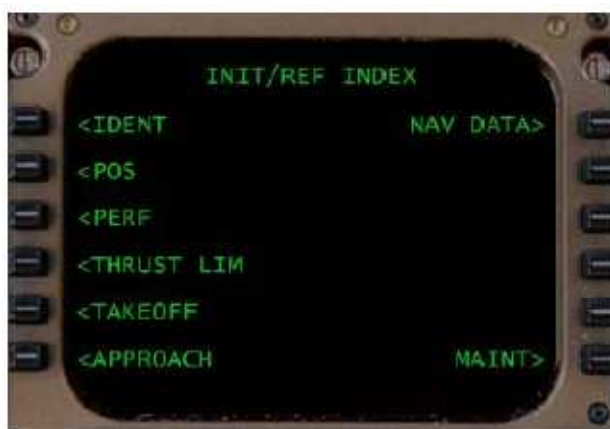 INIT/REF INDEX
<IDENT NAV DATA>
<POS
<PERF
<THRUST LIM
<TAKEOFF
<APPROACH MAINT>